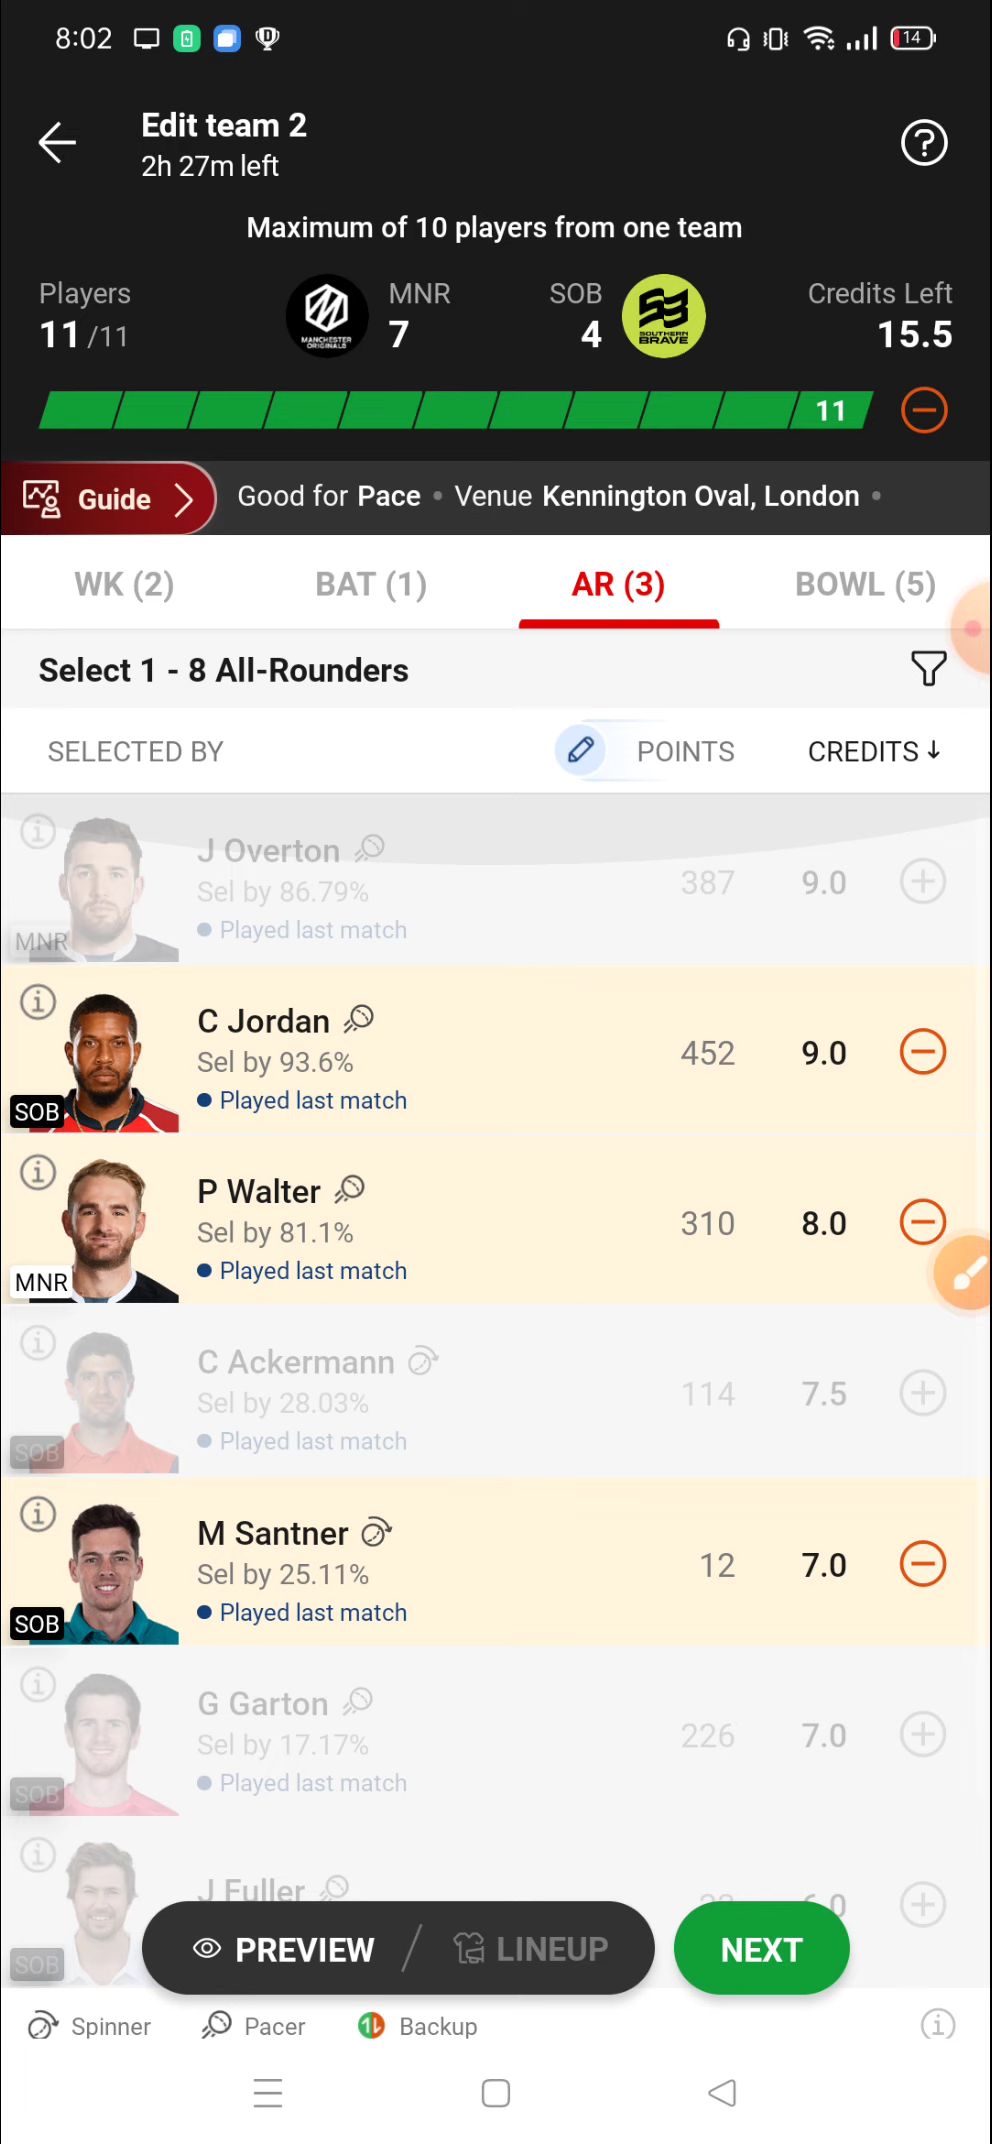 8:02
14
Edit team 2
2h 27m left
Maximum of 10 players from one team
Players
11 /11
MANCHESTER
ORIGINALS
MNR
7
SOB
4
SOUTHERN
BRAVE
Credits Left
15.5
11
Guide
Good for Pace • Venue Kennington Oval, London •
WK (2)
BAT (1)
AR (3)
BOWL (5)
Select 1 - 8 All-Rounders
SELECTED BY
POINTS
CREDITS ↓
J Overton
Sel by 86.79%
387
9.0
Played last match
MNR
C Jordan
Sel by 93.6%
452
9.0
Played last match
SOB
P Walter
Sel by 81.1%
310
8.0
Played last match
MNR
C Ackermann
Sel by 28.03%
114
7.5
Played last match
SOB
M Santner
Sel by 25.11%
12
7.0
Played last match
SOB
G Garton
Sel by 17.17%
226
7.0
Played last match
SOB
J Fuller
SOB
PREVIEW
LINEUP
NEXT
Spinner
Pacer
Backup